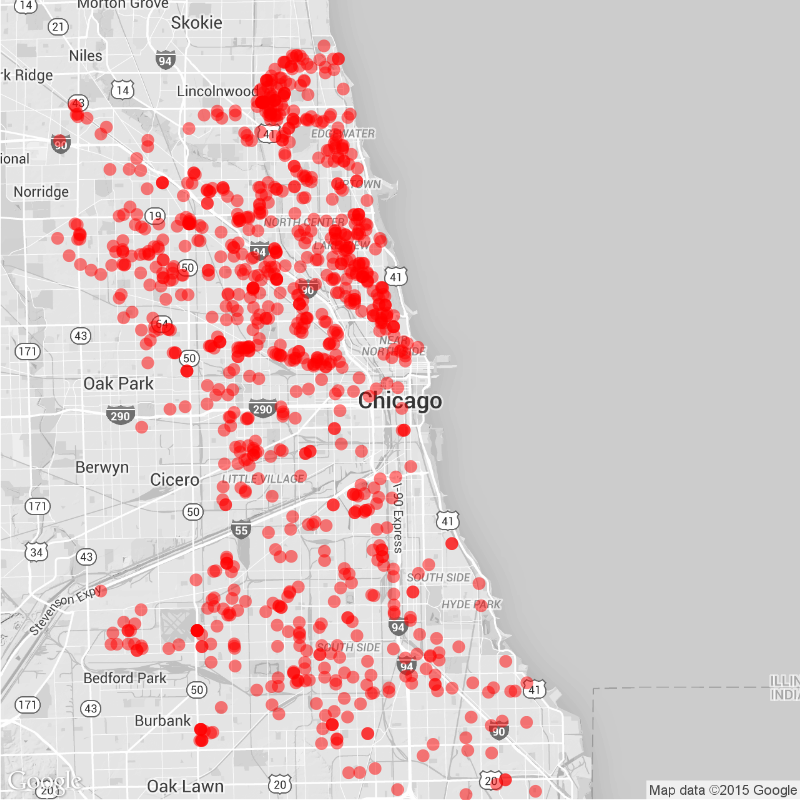 Morton Grove
14
21
Skokie
Niles
94
rk Ridge
14
Lincolnwood
43
41
EDGEWATER
90
ional
Norridge
UPTOWN
19
NORTH CENTER
94
LAKEVIEW
50
41
90
64
43
NEAR
NORTH SIDE
171
50
Oak Park
290
290
Chicago
Berwyn
Cicero
LITTLE VILLAGE
171
50
I-90 Express
41
55
34
43
Stevenson Expy
SOUTH SIDE
HYDE PARK
94
SOUTH SIDE
94
Bedford Park
ILLIN
INDIA
50
41
171
43
Burbank
90
Google
20
Oak Lawn
20
20
Map data ©2015 Google